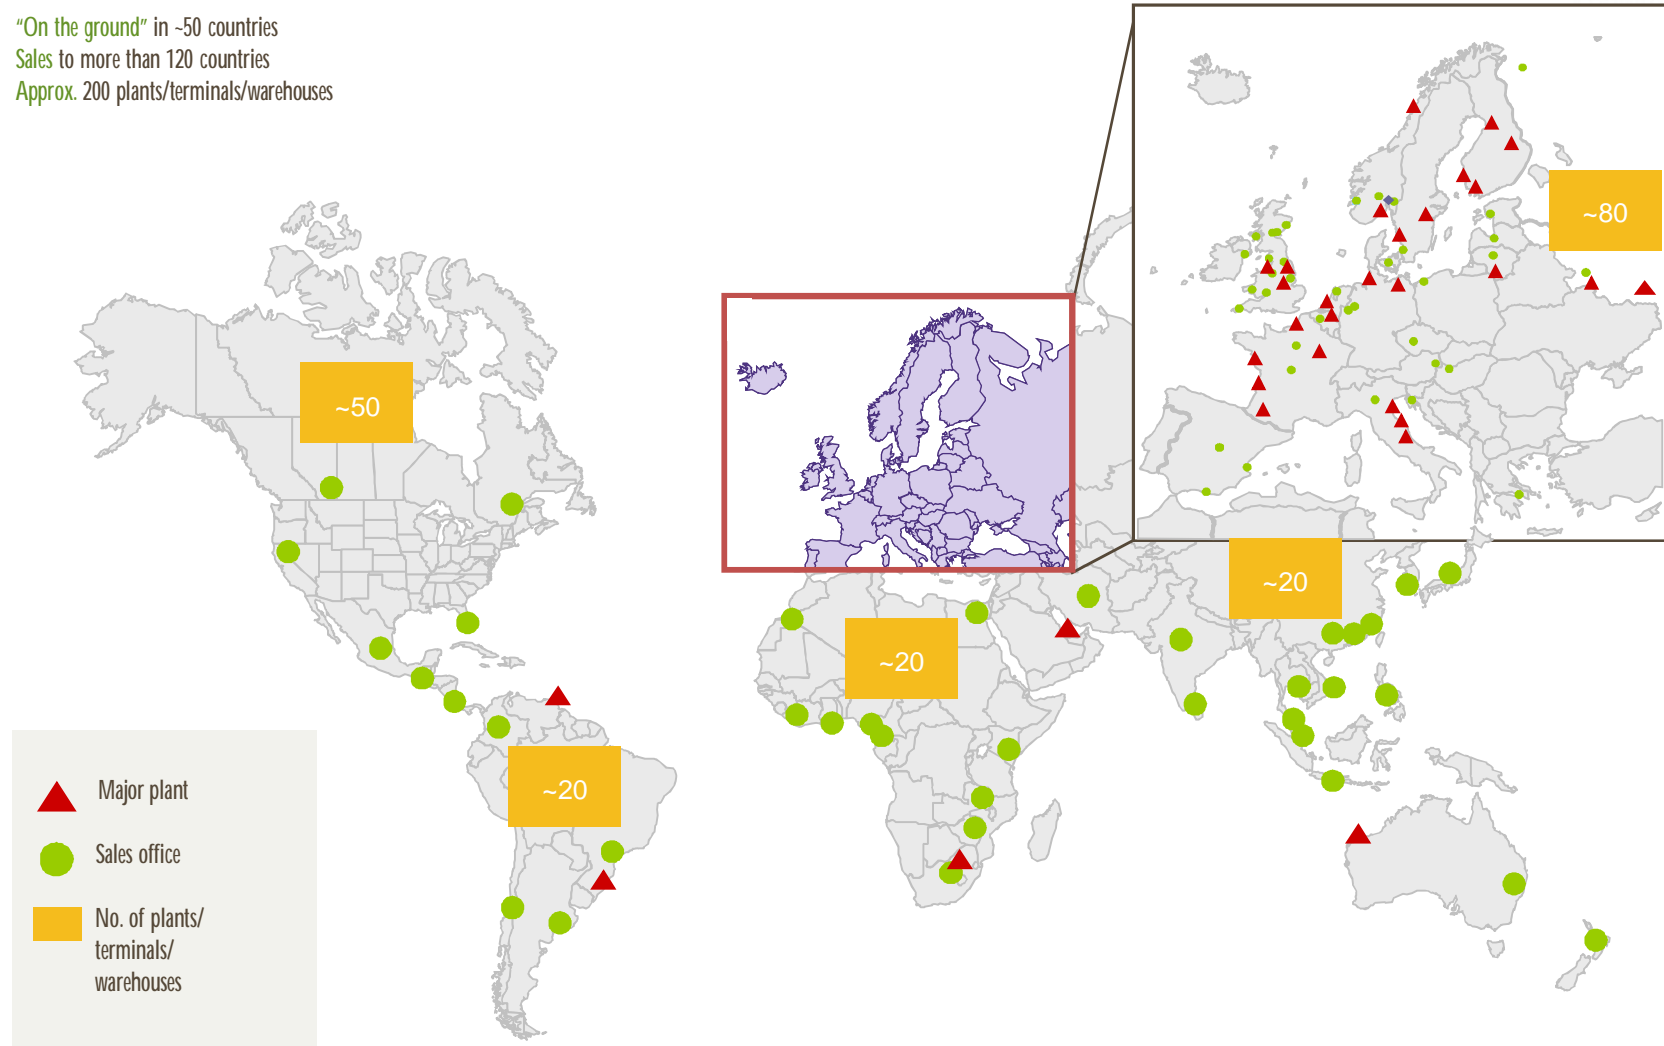 “On the ground” in ~50 countries
Sales to more than 120 countries
Approx. 200 plants/terminals/warehouses
~80
~50
~20
~20
~20
Major plant
Sales office
No. of plants/
terminals/
warehouses